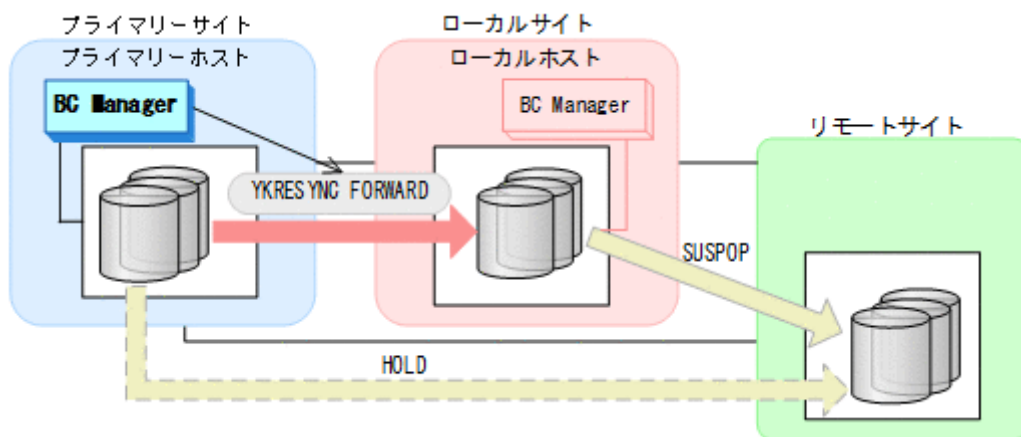 プライマリーサイト
プライマリーホスト
BC Manager
ローカルサイト
ローカルホスト
BC Manager
リモートサイト
YKRESYNC FORWARD
SUSPOP
HOLD